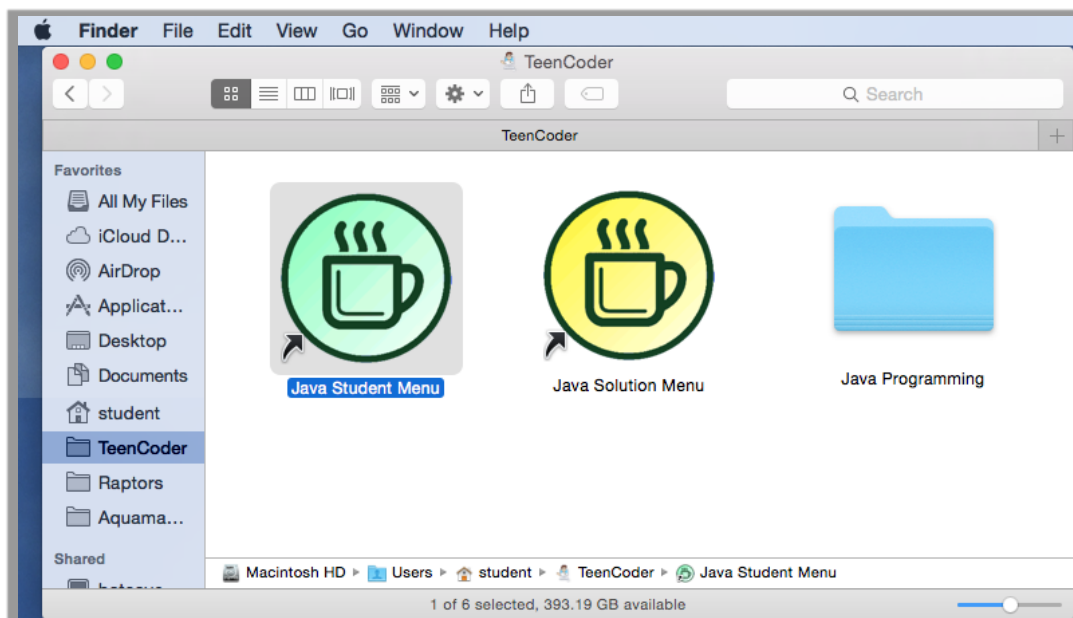 Finder File Edit View Go Window Help
TeenCoder
Search
TeenCoder
Favorites
All My Files
iCloud D...
AirDrop
Applicat...
Desktop
Documents
student
TeenCoder
Raptors
Aquama...
Shared
Java Student Menu
Java Solution Menu
Java Programming
Macintosh HD Users student TeenCoder Java Student Menu
1 of 6 selected, 393.19 GB available